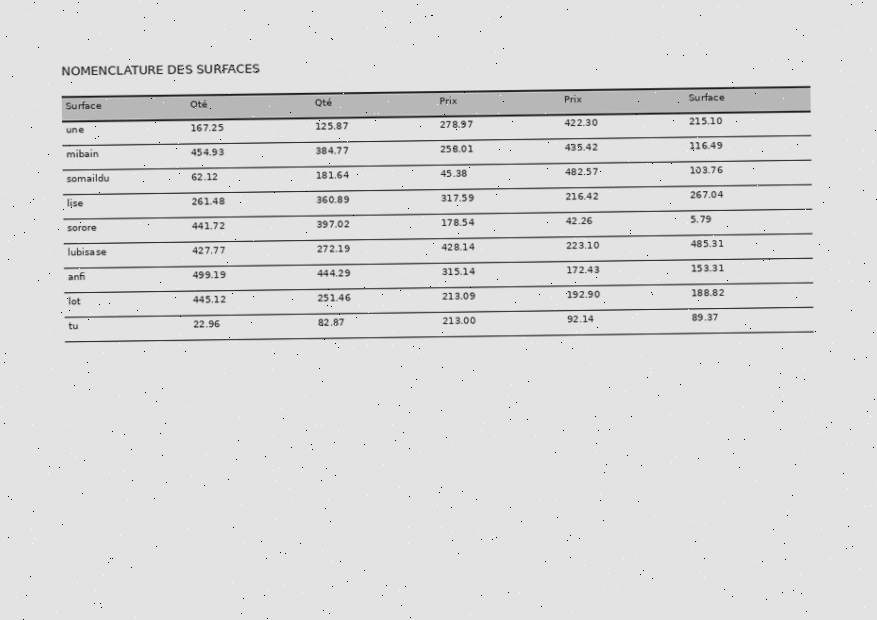 NOMENCLATURE DES SURFACES
Surface Qté Qté Prix Prix Surface
une 167.25 125.87 278.97 422.30 215.10
mibain 454.93 384.77 258.01 435.42 116.49
somaildu 62.12 181.64 45.38 482.57 103.76
ljse 261.48 360.89 317.59 216.42 267.04
sorore 441.72 397.02 178.54 42.26 5.79
lubisase 427.77 272.19 428.14 223.10 485.31
anfi 499.19 444.29 315.14 172.43 153.31
lot 445.12 251.46 213.09 192.90 188.82
tu 22.96 82.87 213.00 92.14 89.37